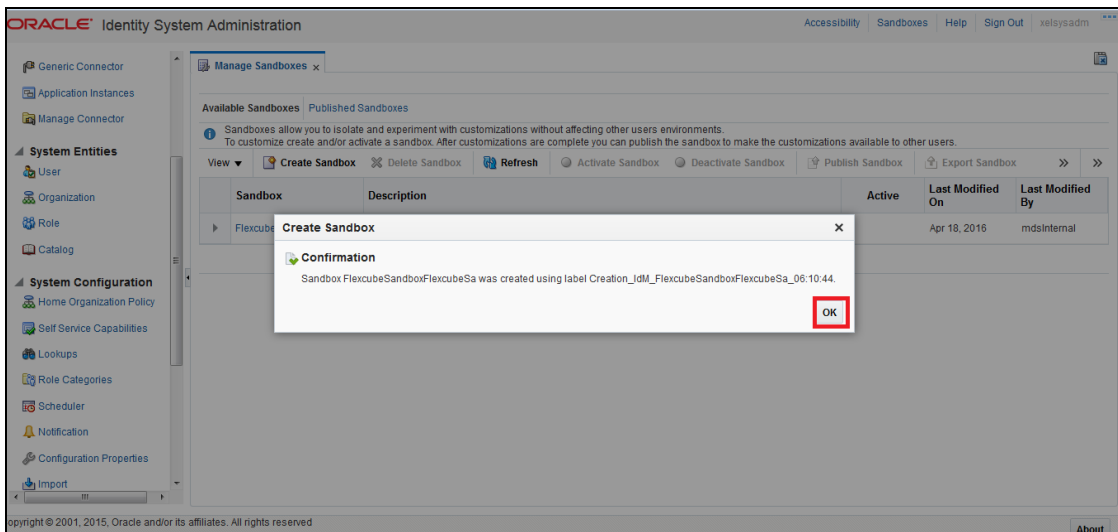 ORACLE® Identity System Administration
Accessibility Sandboxes Help Sign Out xelsysadm
Generic Connector
Application Instances
Manage Connector
System Entities
User
Organization
Role
Catalog
System Configuration
Home Organization Policy
Self Service Capabilities
Lookups
Role Categories
Scheduler
Notification
Configuration Properties
Import
Manage Sandboxes
Available Sandboxes Published Sandboxes
Sandboxes allow you to isolate and experiment with customizations without affecting other users environments.
To customize create and/or activate a sandbox. After customizations are complete you can publish the sandbox to make the customizations available to other users.
View Create Sandbox Delete Sandbox Refresh Activate Sandbox Deactivate Sandbox Publish Sandbox Export Sandbox
Sandbox Description Active Last Modified On Last Modified By
Flexcube Apr 18, 2016 mdsInternal
Create Sandbox
Confirmation
Sandbox FlexcubeSandboxFlexcubeSa was created using label Creation_IdM_FlexcubeSandboxFlexcubeSa_06:10:44.
OK
opyright © 2001, 2015, Oracle and/or its affiliates. All rights reserved
About